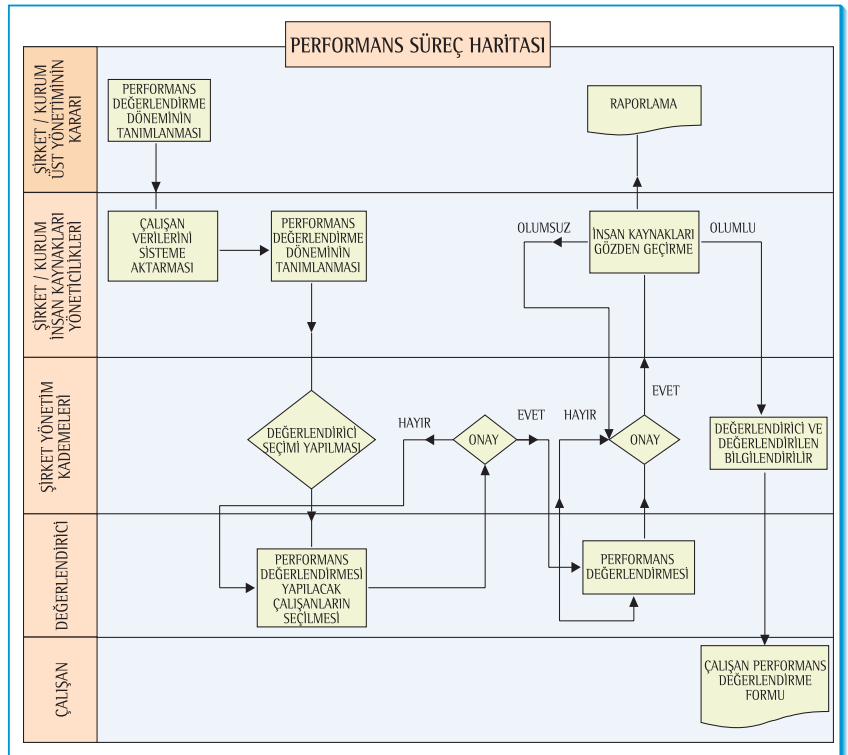 PERFORMANS SÜREÇ HARİTASI
ŞİRKET / KURUM
ÜST YÖNETİMİNİN
KARARI
PERFORMANS
DEĞERLENDİRME
DÖNEMİNİN
TANIMLANMASI
RAPORLAMA
ŞİRKET / KURUM
İNSAN KAYNAKLARI
YÖNETİCİLİKLERİ
ÇALIŞAN
VERİLERİNİ
SİSTEME
AKTARMASI
PERFORMANS
DEĞERLENDİRME
DÖNEMİNİN
TANIMLANMASI
OLUMSUZ
İNSAN KAYNAKLARI
GÖZDEN GEÇİRME
OLUMLU
ŞİRKET YÖNETİM
KADEMELERİ
DEĞERLENDİRİCİ
SEÇİMİ YAPILMASI
HAYIR
ONAY
EVET
HAYIR
ONAY
EVET
DEĞERLENDİRİCİ VE
DEĞERLENDİRİLEN
BİLGİLENDİRİLİR
DEĞERLENDİRİCİ
PERFORMANS
DEĞERLENDİRMESİ
YAPILACAK
ÇALIŞANLARIN
SEÇİLMESİ
PERFORMANS
DEĞERLENDİRMESİ
ÇALIŞAN
ÇALIŞAN PERFORMANS
DEĞERLENDİRME
FORMU